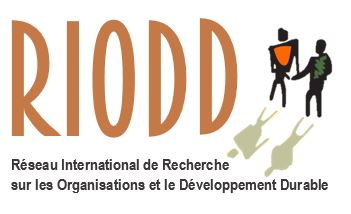 RIODD
Réseau International de Recherche
sur les Organisations et le Développement Durable